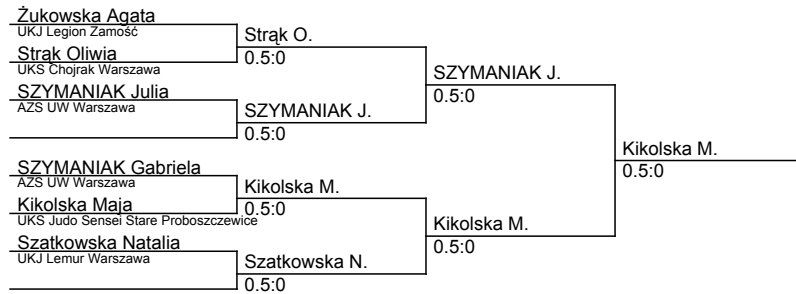 Żukowska Agata
UKJ Legion Zamość
Strąk O.
0.5:0
Strąk Oliwia
UKS Chojrak Warszawa
SZYMANIAK J.
0.5:0
SZYMANIAK Julia
AZS UW Warszawa
SZYMANIAK J.
0.5:0
Kikolska M.
0.5:0
SZYMANIAK Gabriela
AZS UW Warszawa
Kikolska M.
0.5:0
Kikolska Maja
UKS Judo Sensei Stare Proboszczewice
Kikolska M.
0.5:0
Szatkowska Natalia
UKJ Lemur Warszawa
Szatkowska N.
0.5:0